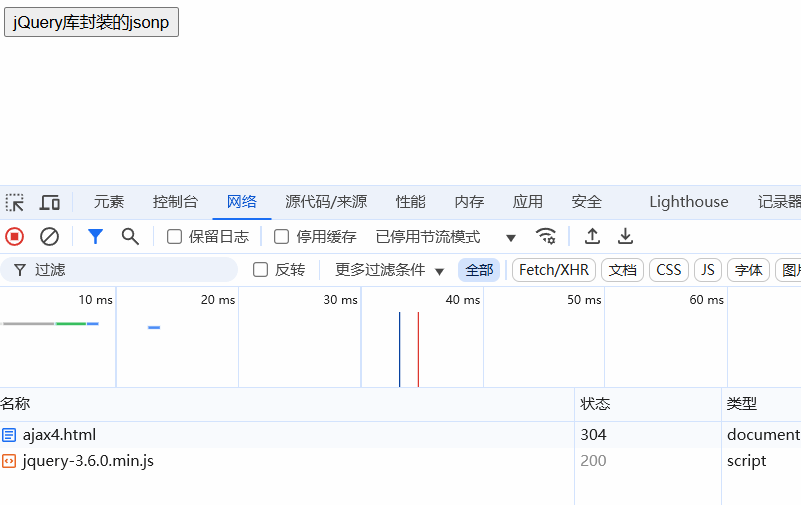 jQuery库封装的jsonp
元素 控制台 网络 源代码/来源 性能 内存 应用 安全 Lighthouse 记录器
保留日志 停用缓存 已停用节流模式
过滤 反转 更多过滤条件 全部 Fetch/XHR 文档 CSS JS 字体 图片
10 ms 20 ms 30 ms 40 ms 50 ms 60 ms
名称 状态 类型
ajax4.html 304 document
jquery-3.6.0.min.js 200 script